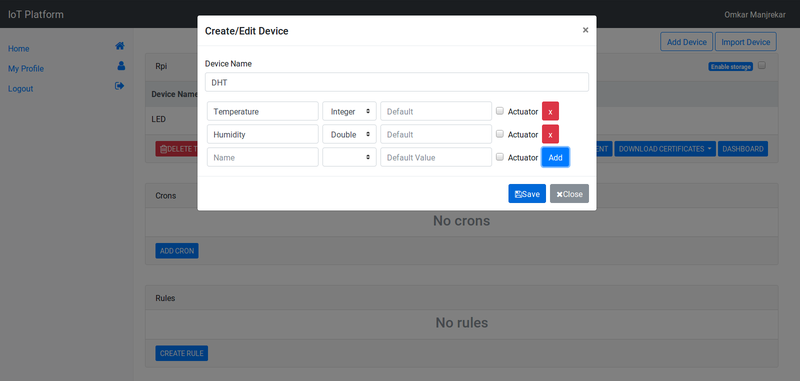 IoT Platform
Omkar Manjrekar
Create/Edit Device
×
Home
My Profile
Logout
Add Device
Import Device
Device Name
DHT
Rpi
Enable storage
Device Name
Temperature
Integer
Default
Actuator
x
LED
Humidity
Double
Default
Actuator
x
DELETE T
Name
Default Value
Actuator
Add
ENT
DOWNLOAD CERTIFICATES
DASHBOARD
Save
Close
Crons
No crons
ADD CRON
Rules
No rules
CREATE RULE